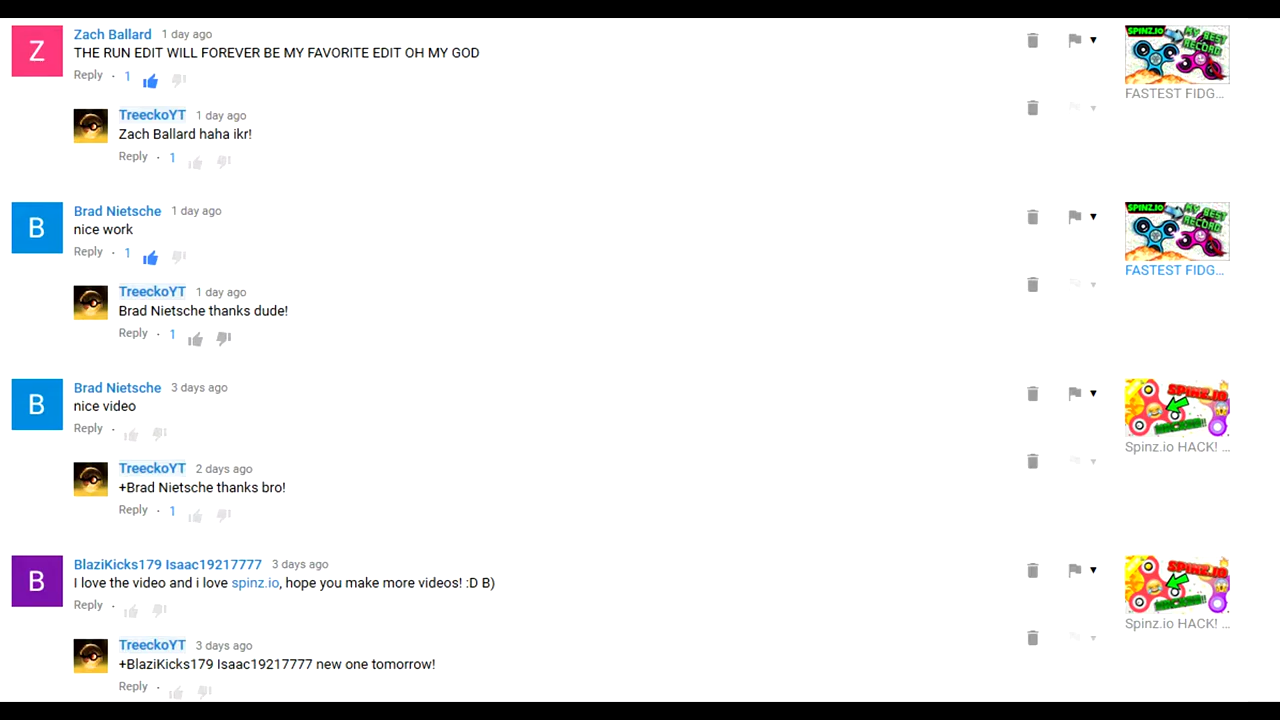 Z
Zach Ballard 1 day ago
THE RUN EDIT WILL FOREVER BE MY FAVORITE EDIT OH MY GOD
Reply · 1
SPINZ.IO
MY BEST
RECORD
FASTEST FIDG...
TreeckoYT 1 day ago
Zach Ballard haha ikr!
Reply · 1
B
Brad Nietsche 1 day ago
nice work
Reply · 1
SPINZ.IO
MY BEST
RECORD
FASTEST FIDG...
TreeckoYT 1 day ago
Brad Nietsche thanks dude!
Reply · 1
B
Brad Nietsche 3 days ago
nice video
Reply ·
SPINZ.IO
Spinz.io HACK! ...
TreeckoYT 2 days ago
+Brad Nietsche thanks bro!
Reply · 1
B
BlaziKicks179 Isaac19217777 3 days ago
I love the video and i love spinz.io, hope you make more videos! :D B)
Reply ·
SPINZ.IO
Spinz.io HACK! ...
TreeckoYT 3 days ago
+BlaziKicks179 Isaac19217777 new one tomorrow!
Reply ·